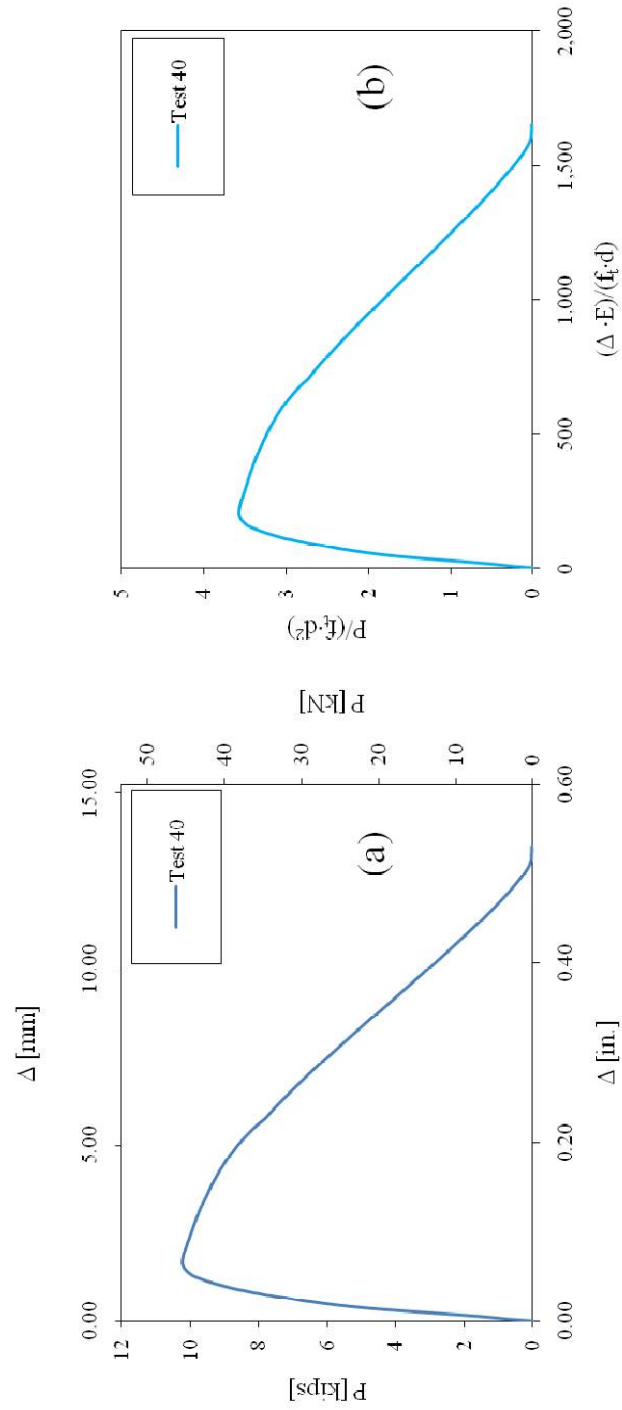 Δ [mm]
0.00 5.00 10.00 15.00
P [kips]
12
10
8
6
4
2
0
Test 40
(a)
50
40
30
20
10
0
P [kN]
0.00 0.20 0.40 0.60
Δ [in.]
P/(fₜ·d²)
5
4
3
2
1
0
Test 40
(b)
0 500 1,000 1,500 2,000
(Δ·E)/(fₜ·d)